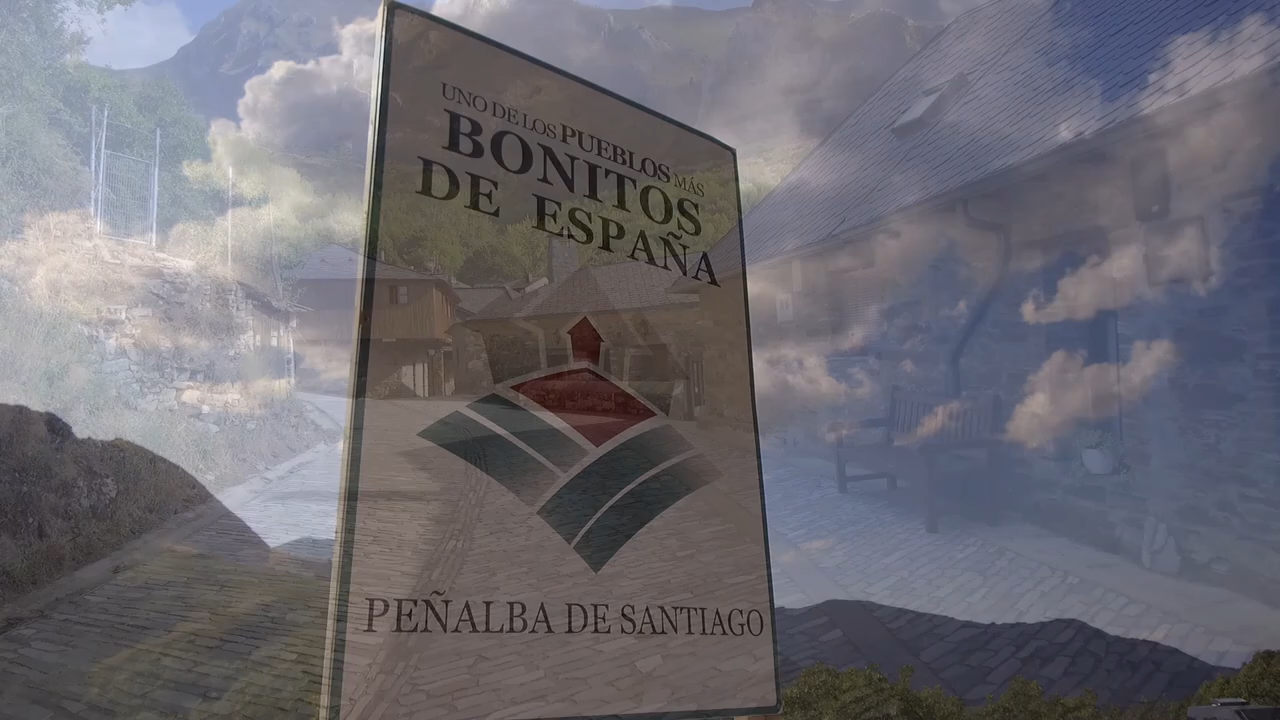 UNO DE LOS PUEBLOS MÁS
BONITOS
DE ESPAÑA
PEÑALBA DE SANTIAGO